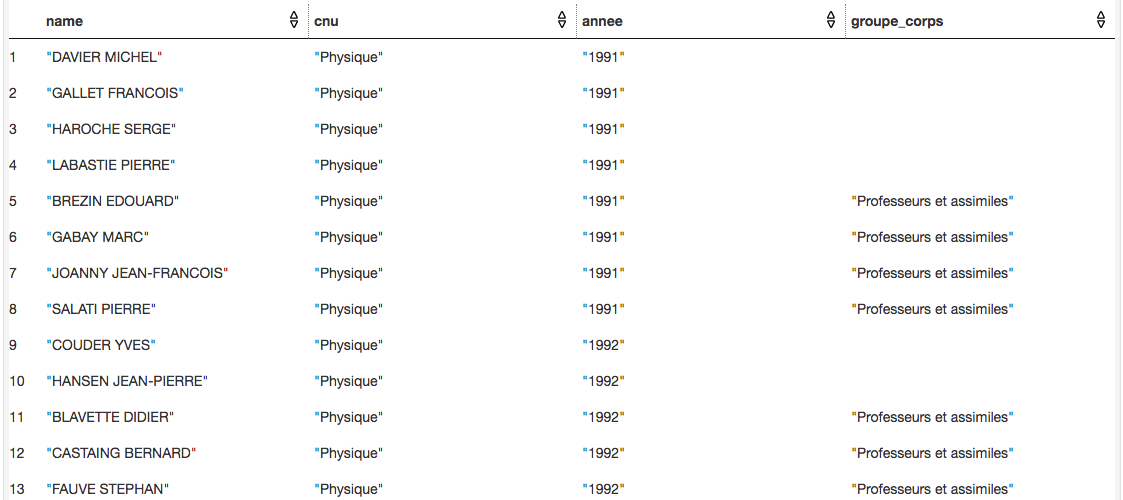 name cnu annee groupe_corps
1 "DAVIER MICHEL" "Physique" "1991"
2 "GALLET FRANCOIS" "Physique" "1991"
3 "HAROCHE SERGE" "Physique" "1991"
4 "LABASTIE PIERRE" "Physique" "1991"
5 "BREZIN EDOUARD" "Physique" "1991" "Professeurs et assimiles"
6 "GABAY MARC" "Physique" "1991" "Professeurs et assimiles"
7 "JOANNY JEAN-FRANCOIS" "Physique" "1991" "Professeurs et assimiles"
8 "SALATI PIERRE" "Physique" "1991" "Professeurs et assimiles"
9 "COUDER YVES" "Physique" "1992"
10 "HANSEN JEAN-PIERRE" "Physique" "1992"
11 "BLAVETTE DIDIER" "Physique" "1992" "Professeurs et assimiles"
12 "CASTAING BERNARD" "Physique" "1992" "Professeurs et assimiles"
13 "FAUVE STEPHAN" "Physique" "1992" "Professeurs et assimiles"